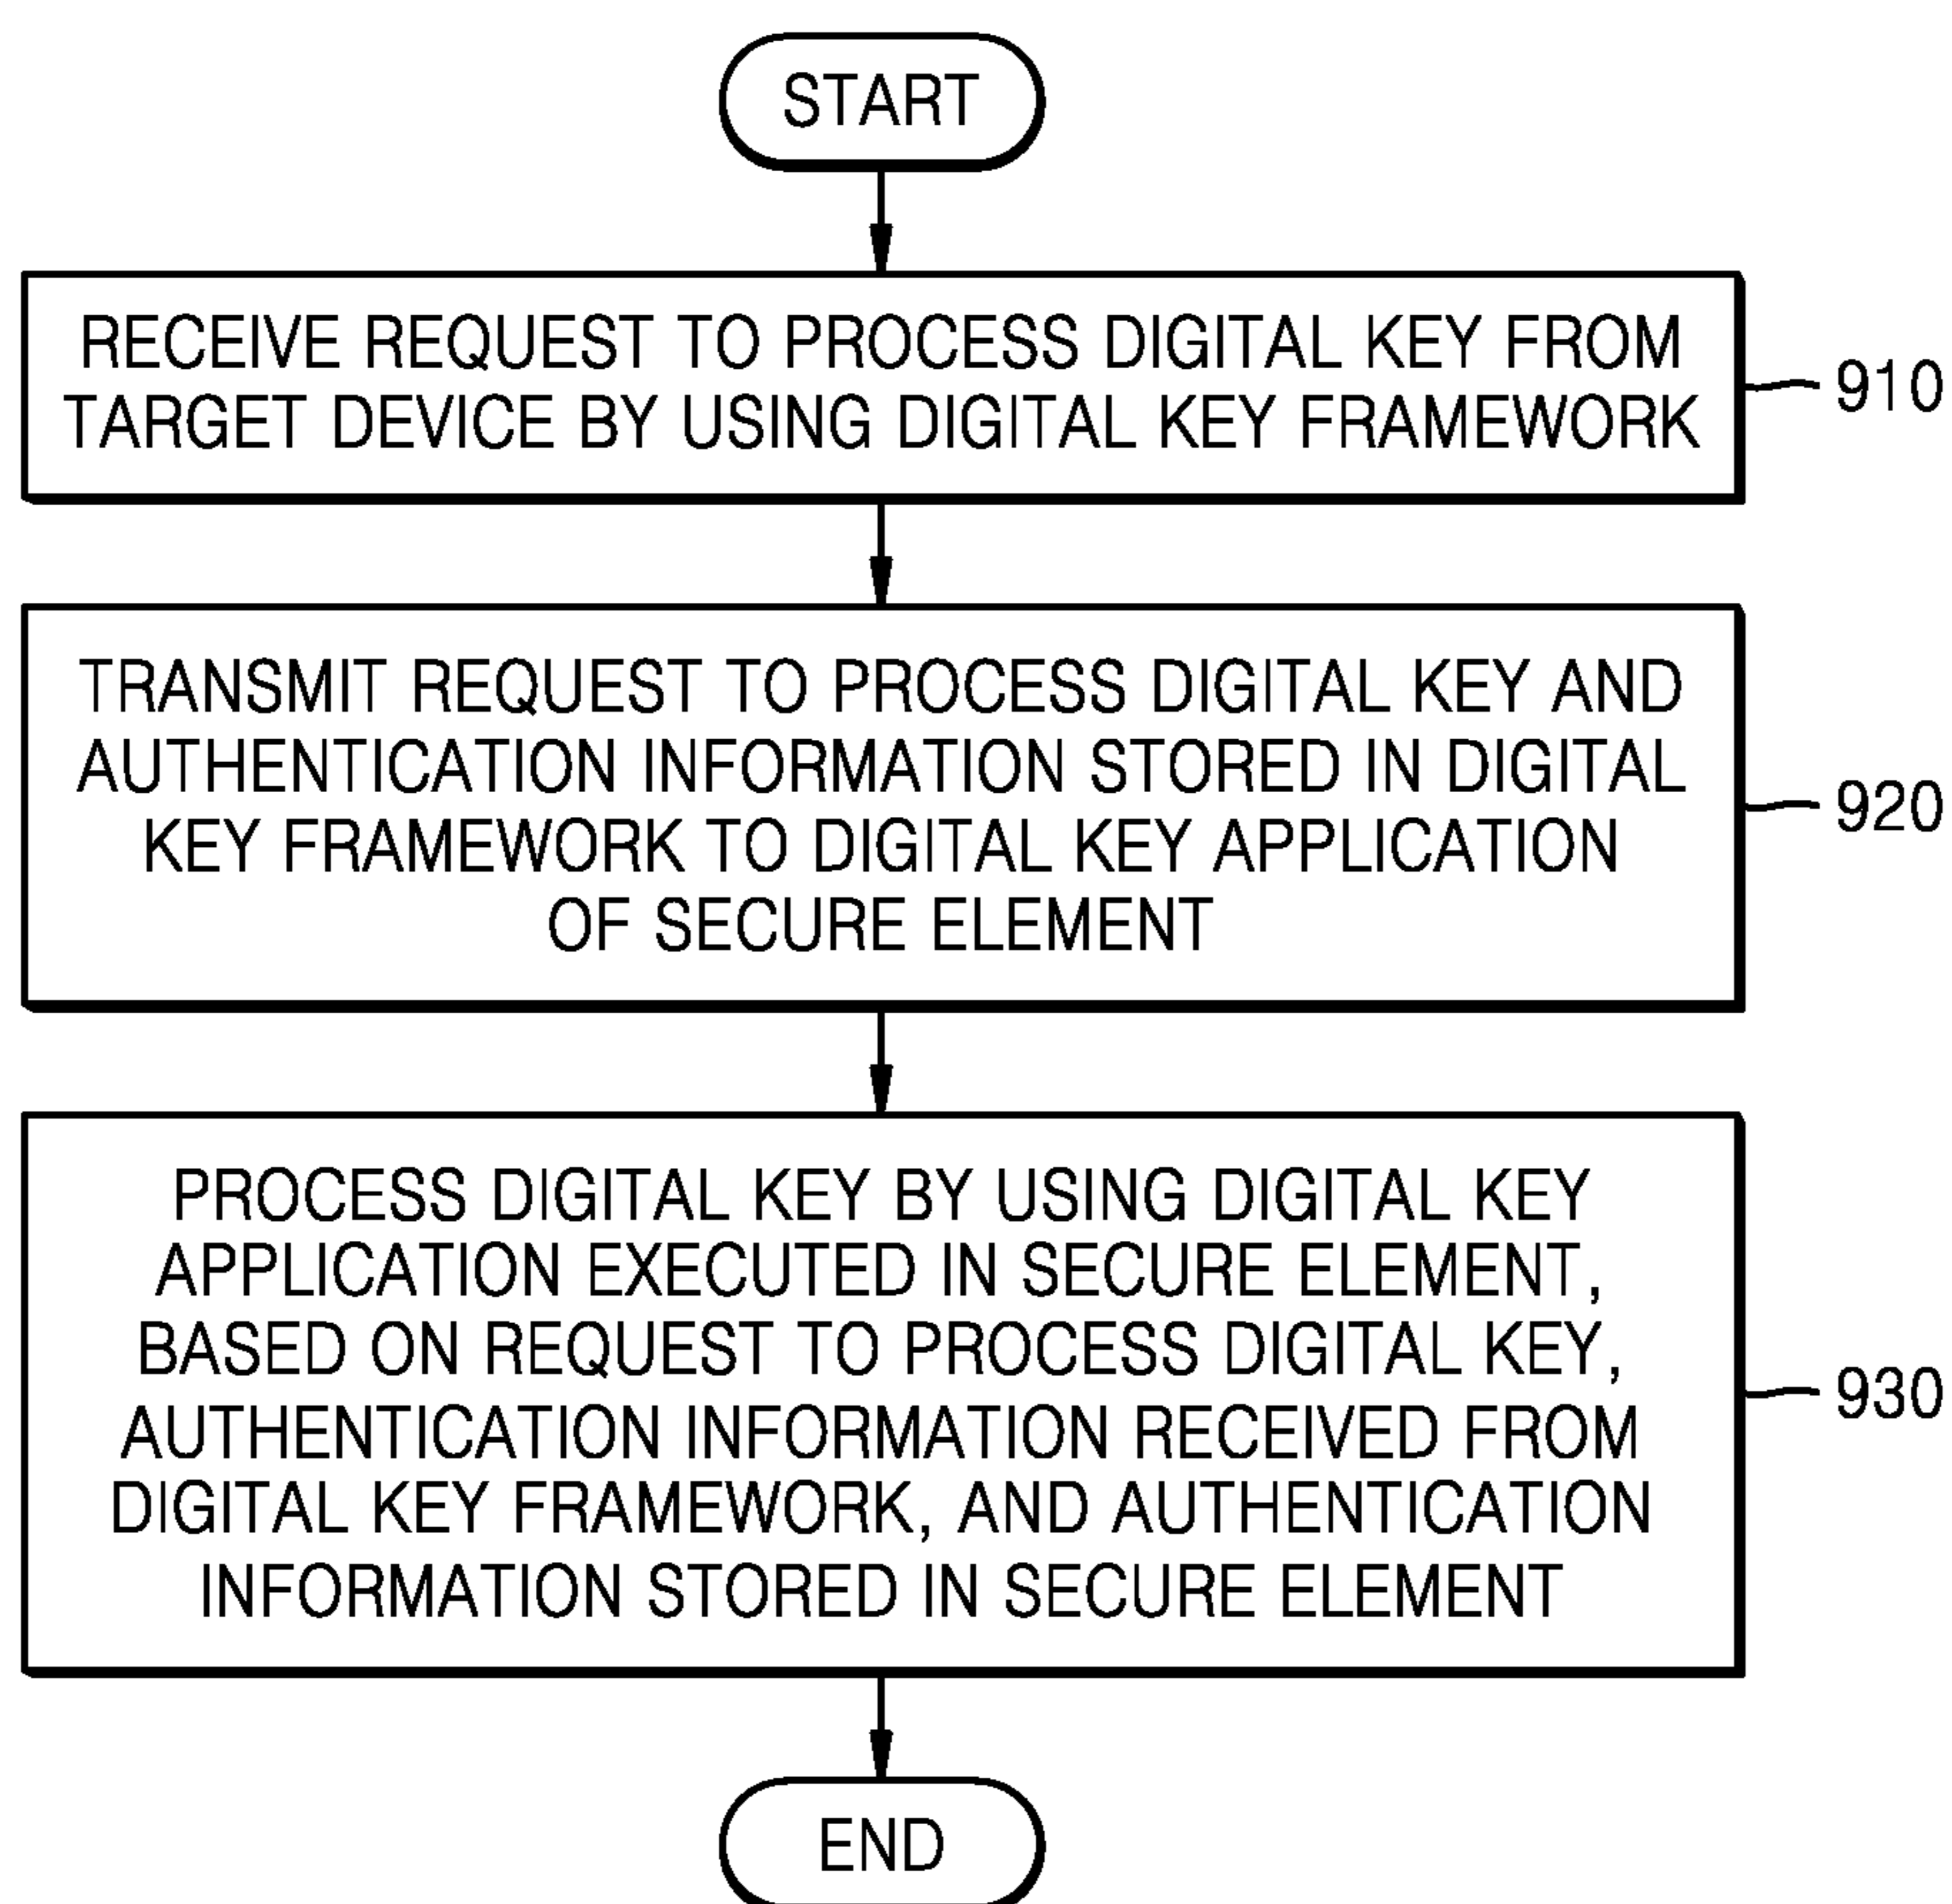 START
RECEIVE REQUEST TO PROCESS DIGITAL KEY FROM
TARGET DEVICE BY USING DIGITAL KEY FRAMEWORK
910
TRANSMIT REQUEST TO PROCESS DIGITAL KEY AND
AUTHENTICATION INFORMATION STORED IN DIGITAL
KEY FRAMEWORK TO DIGITAL KEY APPLICATION
OF SECURE ELEMENT
920
PROCESS DIGITAL KEY BY USING DIGITAL KEY
APPLICATION EXECUTED IN SECURE ELEMENT,
BASED ON REQUEST TO PROCESS DIGITAL KEY,
AUTHENTICATION INFORMATION RECEIVED FROM
DIGITAL KEY FRAMEWORK, AND AUTHENTICATION
INFORMATION STORED IN SECURE ELEMENT
930
END